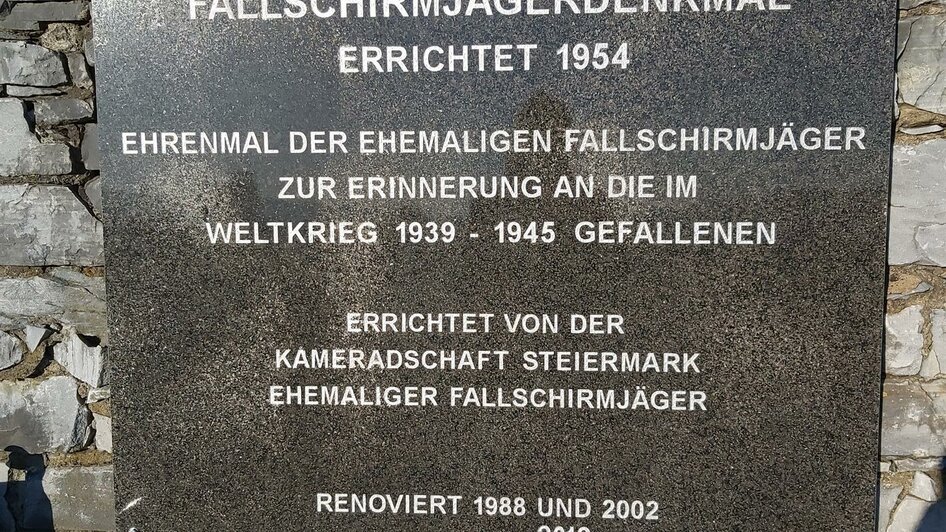 FALLSCHIRMJÄGERDENKMAL
ERRICHTET 1954
EHRENMAL DER EHEMALIGEN FALLSCHIRMJÄGER
ZUR ERINNERUNG AN DIE IM
WELTKRIEG 1939 - 1945 GEFALLENEN
ERRICHTET VON DER
KAMERADSCHAFT STEIERMARK
EHEMALIGER FALLSCHIRMJÄGER
RENOVIERT 1988 UND 2002